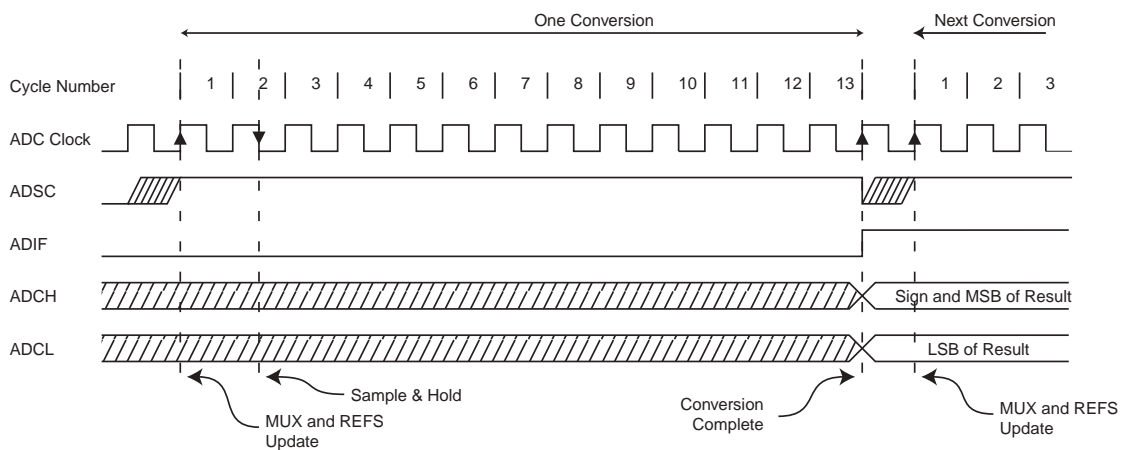 One Conversion
Next Conversion
Cycle Number 1 2 3 4 5 6 7 8 9 10 11 12 13 1 2 3
ADC Clock
ADSC
ADIF
ADCH
Sign and MSB of Result
ADCL
LSB of Result
Sample & Hold
MUX and REFS
Update
Conversion
Complete
MUX and REFS
Update